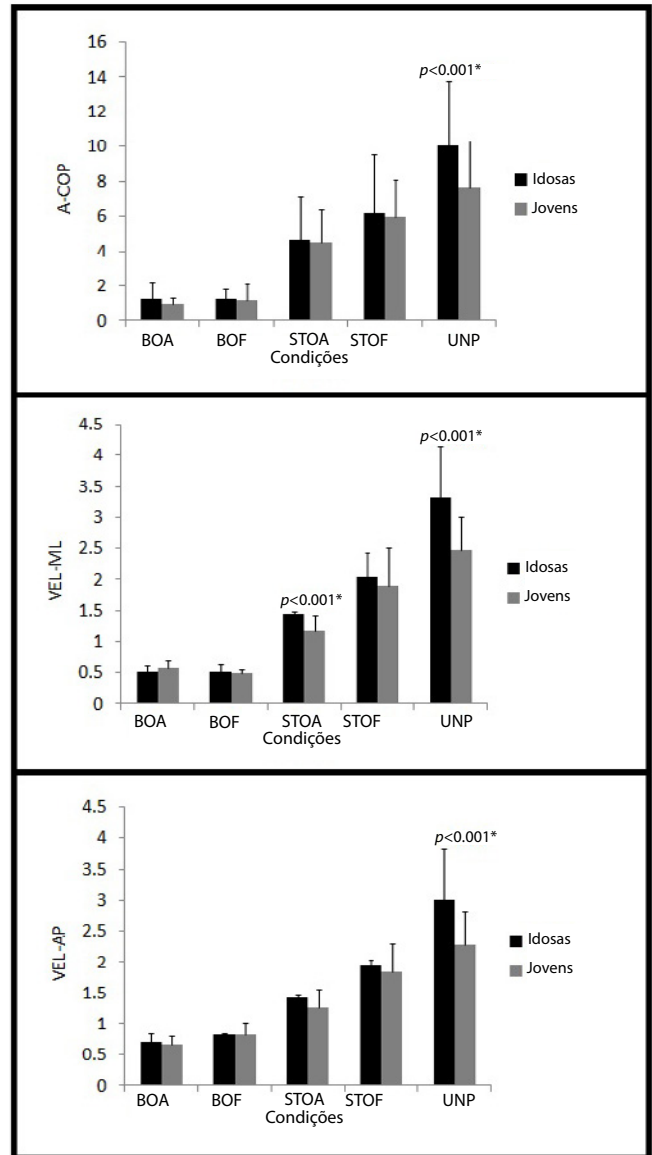 16
p<0.001*
14
12
10
8
6
4
2
0
A-COP
Idosas
Jovens
BOA BOF STOA STOF UNP
Condições
4.5
p<0.001*
4
3.5
3
2.5
2
1.5
1
0.5
0
VEL-ML
p<0.001*
Idosas
Jovens
BOA BOF STOA STOF UNP
Condições
4.5
4
p<0.001*
3.5
3
2.5
2
1.5
1
0.5
0
VEL-AP
Idosas
Jovens
BOA BOF STOA STOF UNP
Condições